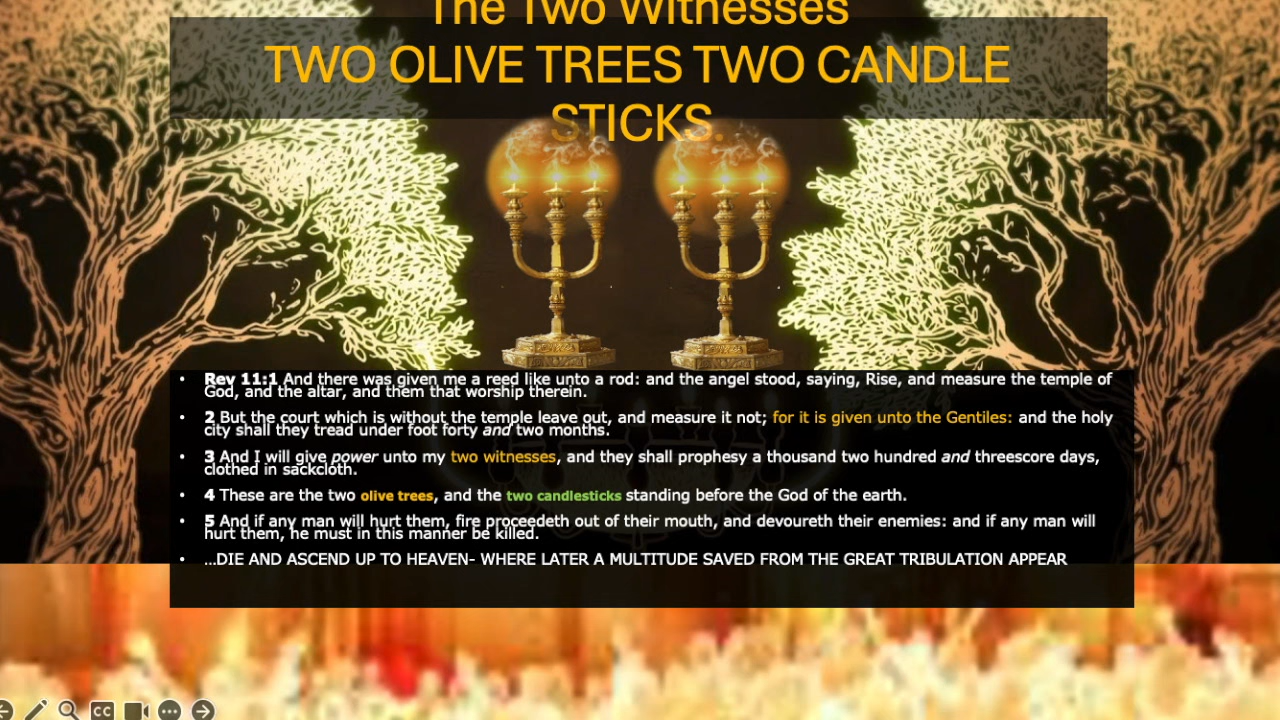 The Two Witnesses
TWO OLIVE TREES TWO CANDLE
STICKS.
• Rev 11:1 And there was given me a reed like unto a rod: and the angel stood, saying, Rise, and measure the temple of
God, and the altar, and them that worship therein.
• 2 But the court which is without the temple leave out, and measure it not; for it is given unto the Gentiles: and the holy
city shall they tread under foot forty and two months.
• 3 And I will give power unto my two witnesses, and they shall prophesy a thousand two hundred and threescore days,
clothed in sackcloth.
• 4 These are the two olive trees, and the two candlesticks standing before the God of the earth.
• 5 And if any man will hurt them, fire proceedeth out of their mouth, and devoureth their enemies: and if any man will
hurt them, he must in this manner be killed.
• ...DIE AND ASCEND UP TO HEAVEN- WHERE LATER A MULTITUDE SAVED FROM THE GREAT TRIBULATION APPEAR
CC